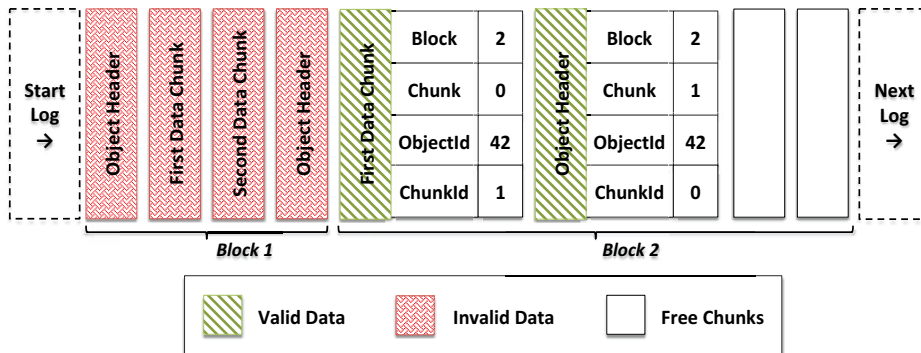 Start
Log
→
Object Header
First Data Chunk
Second Data Chunk
Object Header
First Data Chunk
Block 2
Chunk 0
ObjectId 42
ChunkId 1
Object Header
Block 2
Chunk 1
ObjectId 42
ChunkId 0
Next
Log
→
Block 1
Block 2
Valid Data
Invalid Data
Free Chunks